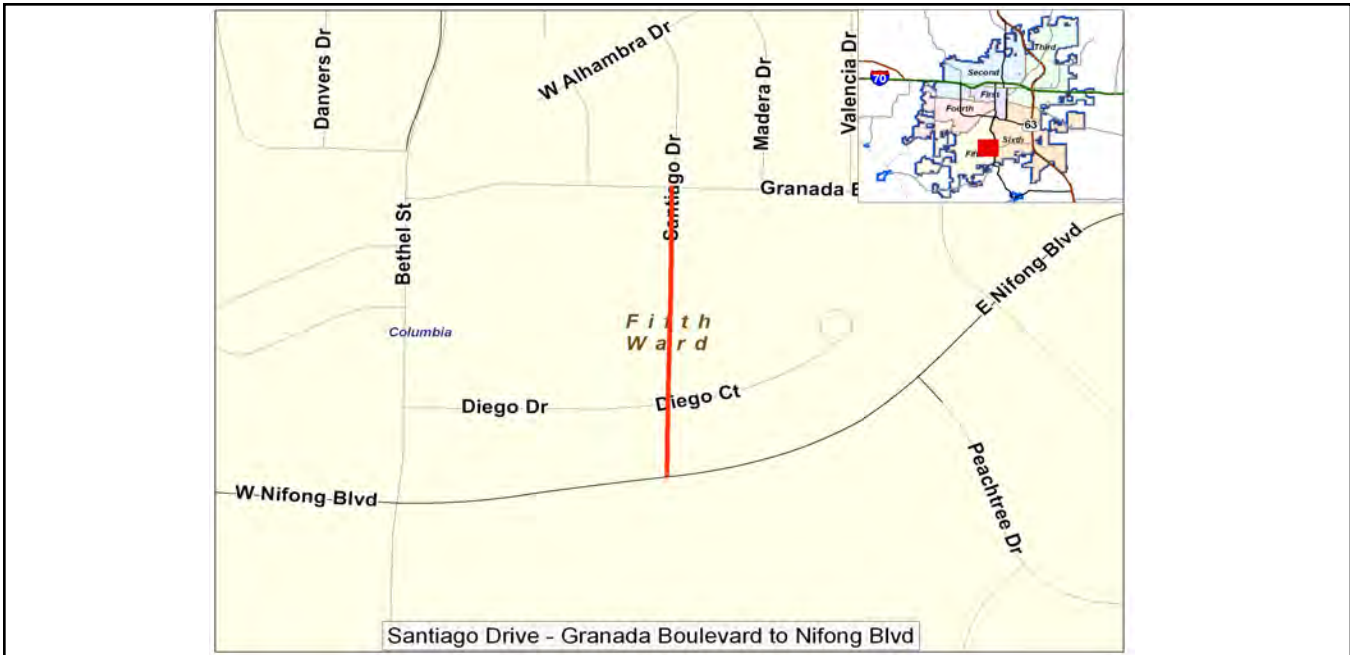 Danvers Dr
W Alhambra Dr
Madera Dr
Valencia Dr
Third
Second
70
First
Fourth
63
Sixth
Santiago Dr
Granada
Bethel St
E Nifong Blvd
Columbia
Fifth
Ward
Diego Dr
Diego Ct
Peachtree Dr
W Nifong Blvd
Santiago Drive - Granada Boulevard to Nifong Blvd